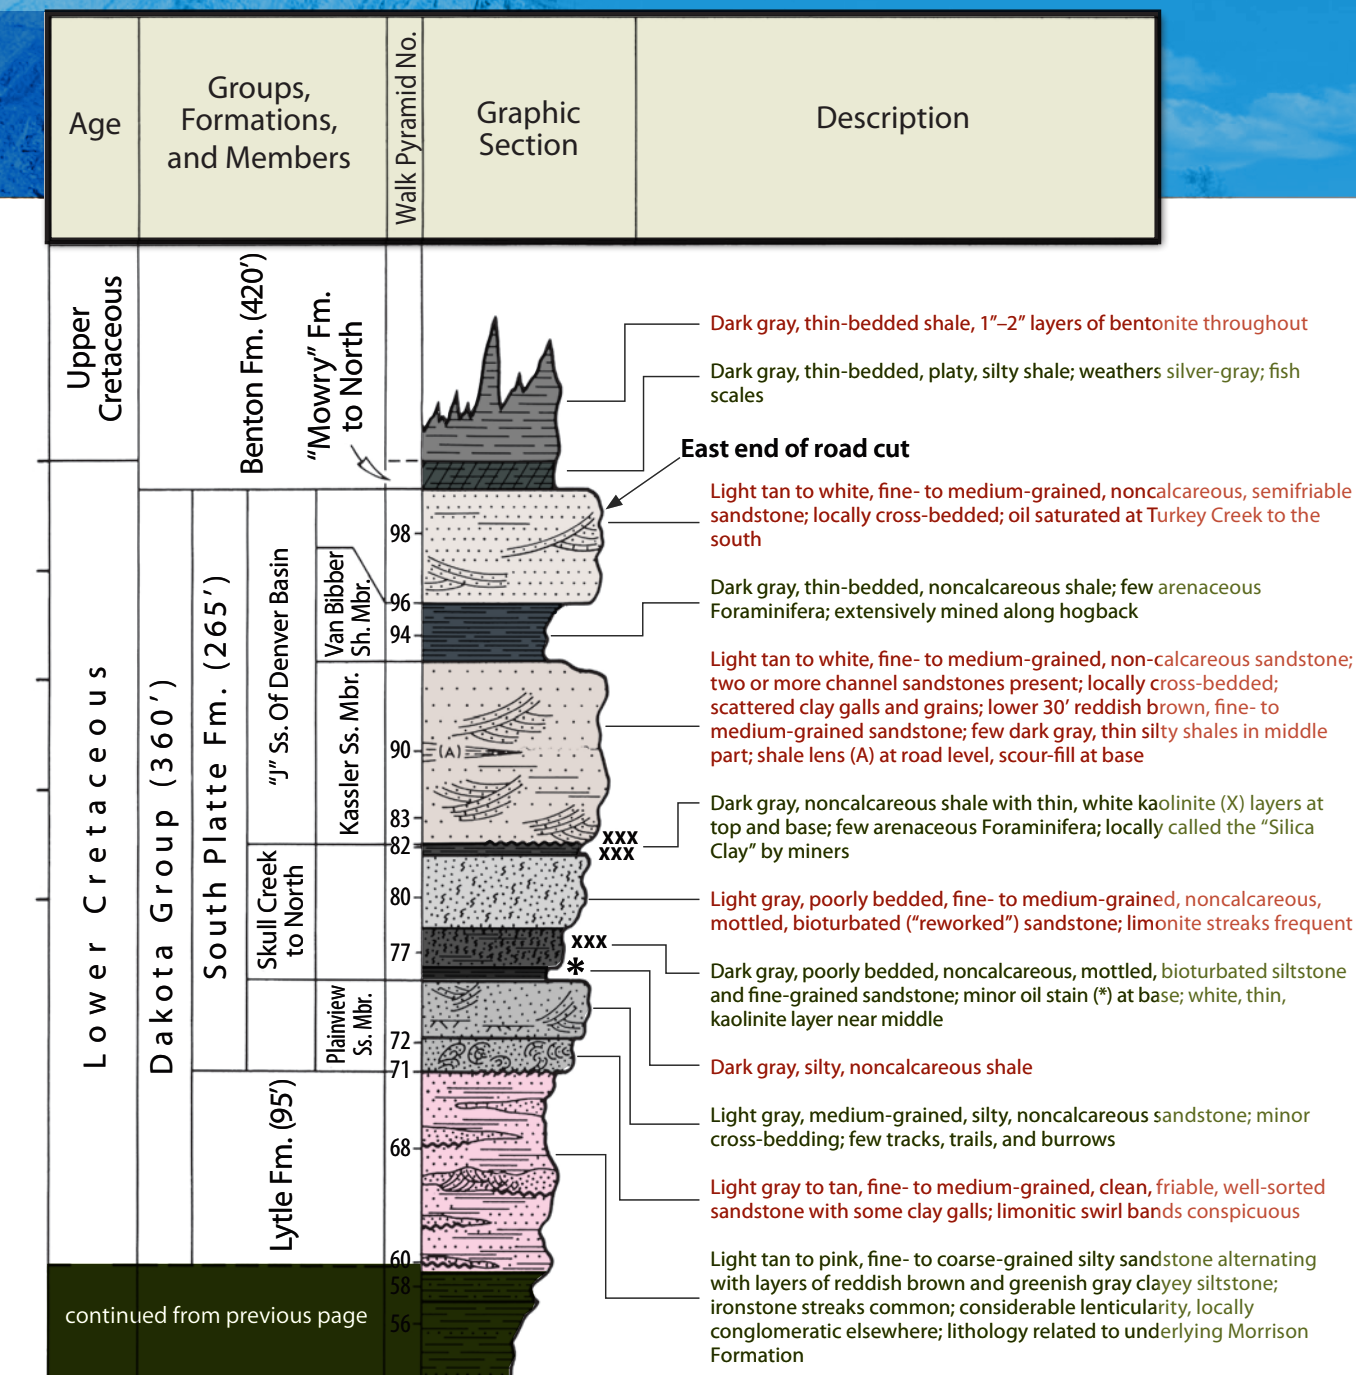 Age
Groups,
Formations,
and Members
Walk Pyramid No.
Graphic
Section
Description
Upper
Cretaceous
Benton Fm. (420')
"Mowry" Fm.
to North
Dark gray, thin-bedded shale, 1”–2” layers of bentonite throughout
Dark gray, thin-bedded, platy, silty shale; weathers silver-gray; fish
scales
East end of road cut
Light tan to white, fine- to medium-grained, noncalcareous, semifriable
sandstone; locally cross-bedded; oil saturated at Turkey Creek to the
south
Dark gray, thin-bedded, noncalcareous shale; few arenaceous
Foraminifera; extensively mined along hogback
Light tan to white, fine- to medium-grained, non-calcareous sandstone;
two or more channel sandstones present; locally cross-bedded;
scattered clay galls and grains; lower 30’ reddish brown, fine- to
medium-grained sandstone; few dark gray, thin silty shales in middle
part; shale lens (A) at road level, scour-fill at base
Dark gray, noncalcareous shale with thin, white kaolinite (X) layers at
top and base; few arenaceous Foraminifera; locally called the “Silica
Clay” by miners
Light gray, poorly bedded, fine- to medium-grained, noncalcareous,
mottled, bioturbated (“reworked”) sandstone; limonite streaks frequent
Dark gray, poorly bedded, noncalcareous, mottled, bioturbated siltstone
and fine-grained sandstone; minor oil stain (*) at base; white, thin,
kaolinite layer near middle
Dark gray, silty, noncalcareous shale
Light gray, medium-grained, silty, noncalcareous sandstone; minor
cross-bedding; few tracks, trails, and burrows
Light gray to tan, fine- to medium-grained, clean, friable, well-sorted
sandstone with some clay galls; limonitic swirl bands conspicuous
Light tan to pink, fine- to coarse-grained silty sandstone alternating
with layers of reddish brown and greenish gray clayey siltstone;
ironstone streaks common; considerable lenticularity, locally
conglomeratic elsewhere; lithology related to underlying Morrison
Formation
Lower Cretaceous
Dakota Group (360')
South Platte Fm. (265')
"J" Ss. Of Denver Basin
Van Bibber
Sh. Mbr.
Kassler Ss. Mbr.
Skull Creek
to North
Plainview
Ss. Mbr.
Lytle Fm. (95')
98
96
94
90
(A)
83
82
xxx
xxx
80
77
xxx
*
72
71
68
60
58
56
continued from previous page